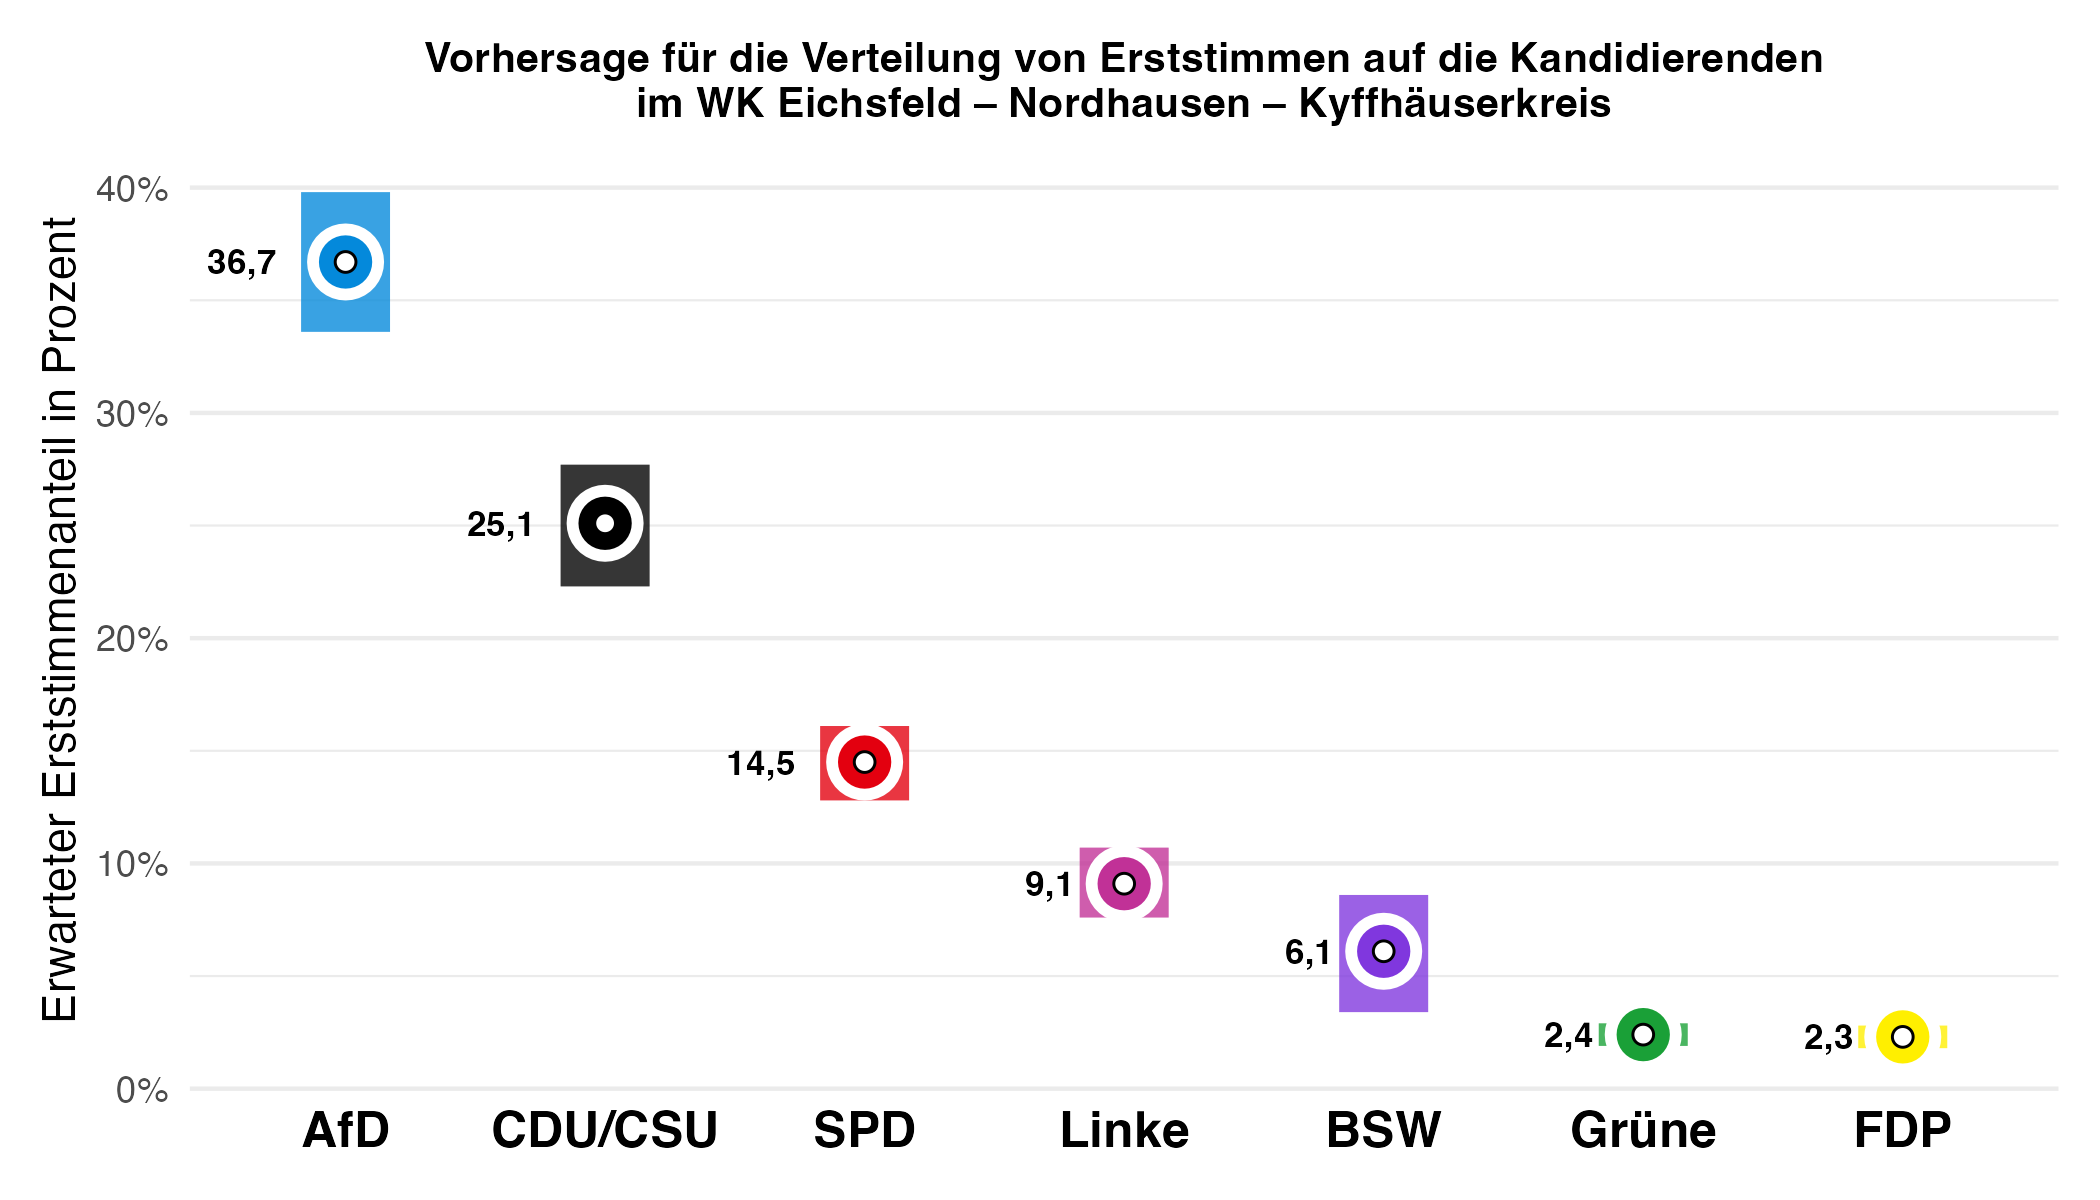 Vorhersage für die Verteilung von Erststimmen auf die Kandidierenden
im WK Eichsfeld – Nordhausen – Kyffhäuserkreis
Erwarteter Erststimmenanteil in Prozent
40%
30%
20%
10%
0%
36,7
25,1
14,5
9,1
6,1
2,4
2,3
AfD
CDU/CSU
SPD
Linke
BSW
Grüne
FDP